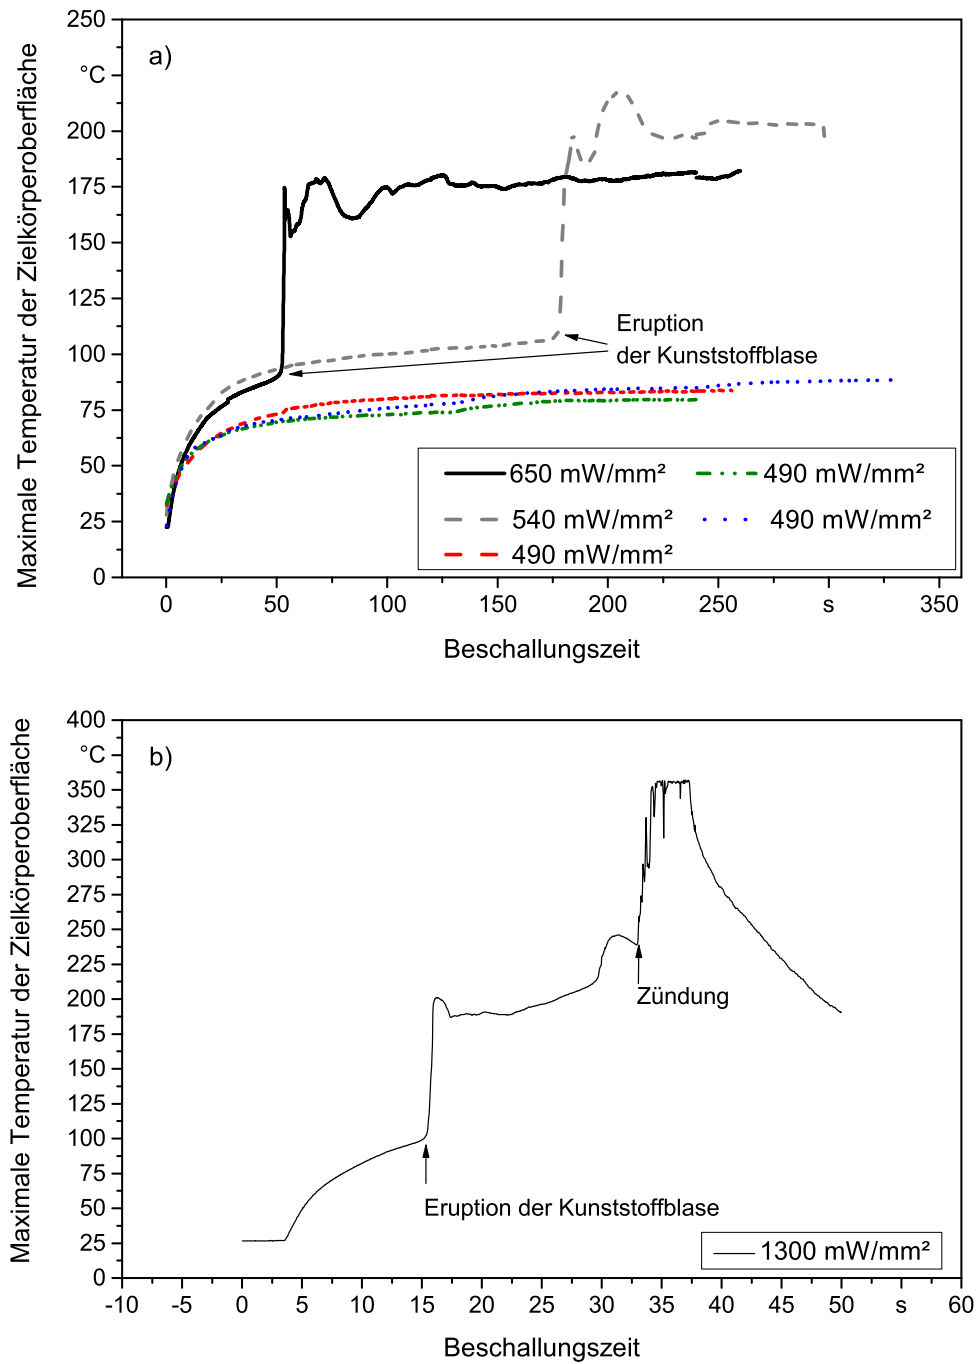 250
a)
°C
200
175
150
125
100
75
50
25
0
Maximale Temperatur der Zielkörperoberfläche
Eruption
der Kunststoffblase
650 mW/mm²
490 mW/mm²
540 mW/mm²
490 mW/mm²
490 mW/mm²
0 50 100 150 200 250 s 350
Beschallungszeit
400
b)
°C
350
325
300
275
250
225
200
175
150
125
100
75
50
25
0
Maximale Temperatur der Zielkörperoberfläche
Zündung
Eruption der Kunststoffblase
1300 mW/mm²
-10 -5 0 5 10 15 20 25 30 35 40 45 50 s 60
Beschallungszeit